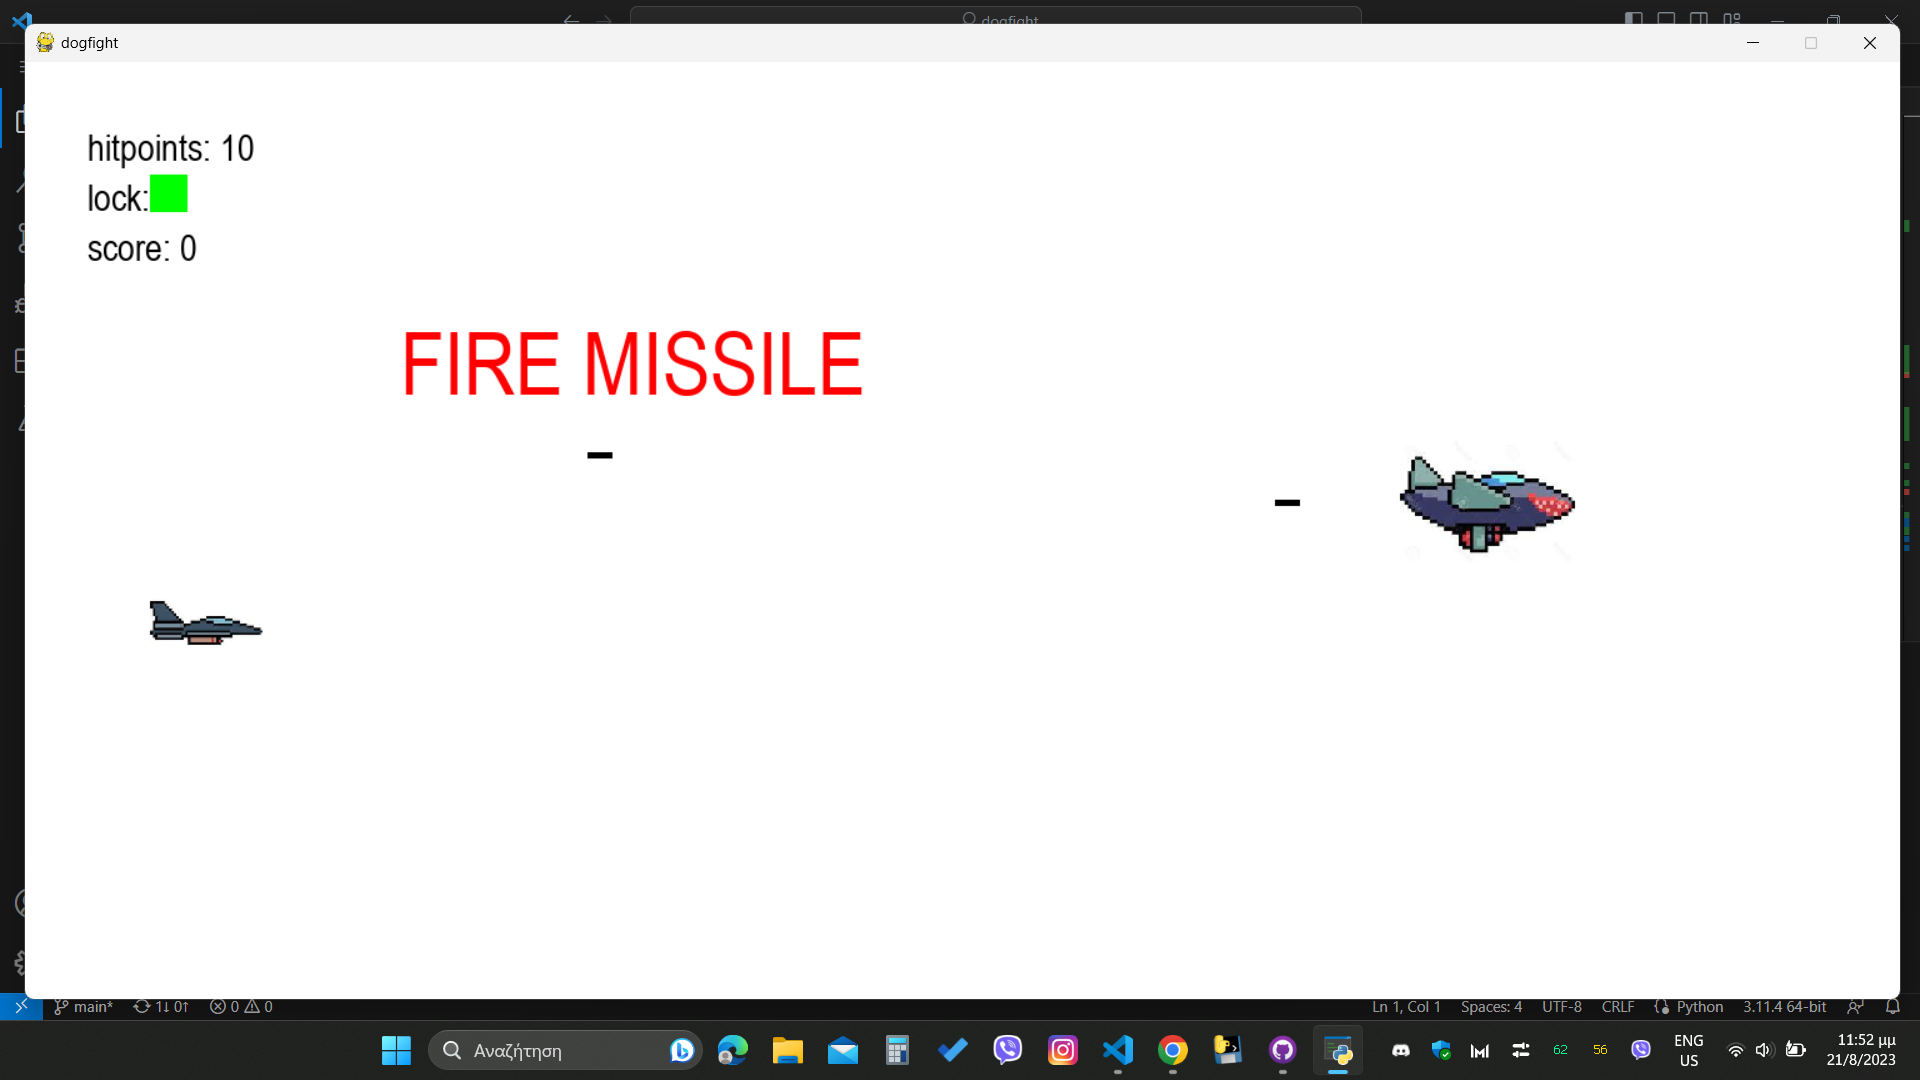 dogfight
dogfight
hitpoints: 10
lock:
score: 0
FIRE MISSILE
main* 1↓ 0↑ 0 0
Ln 1, Col 1 Spaces: 4 UTF-8 CRLF Python 3.11.4 64-bit
Αναζήτηση
62 56
ENG
US
11:52 μμ
21/8/2023